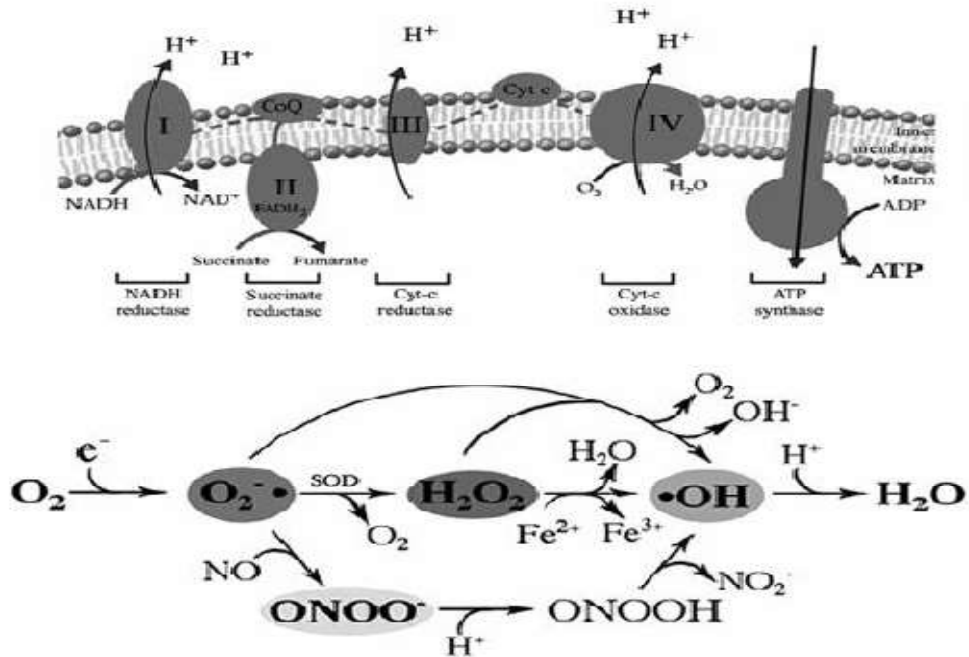 H+
H+
H+
H+
H+
I
CoQ
III
Cyt-c
IV
Inner
membrane
Matrix
NADH
NAD+
II
FADH2
O2
H2O
ADP
ATP
Succinate
Fumarate
NADH
reductase
Succinate
reductase
Cyt-c
reductase
Cyt-c
oxidase
ATP
synthase
O2
OH-
e-
H2O
H+
O2
O2-•
SOD
H2O2
•OH
H2O
O2
Fe2+
Fe3+
NO
NO2-
ONOO-
ONOOH
H+